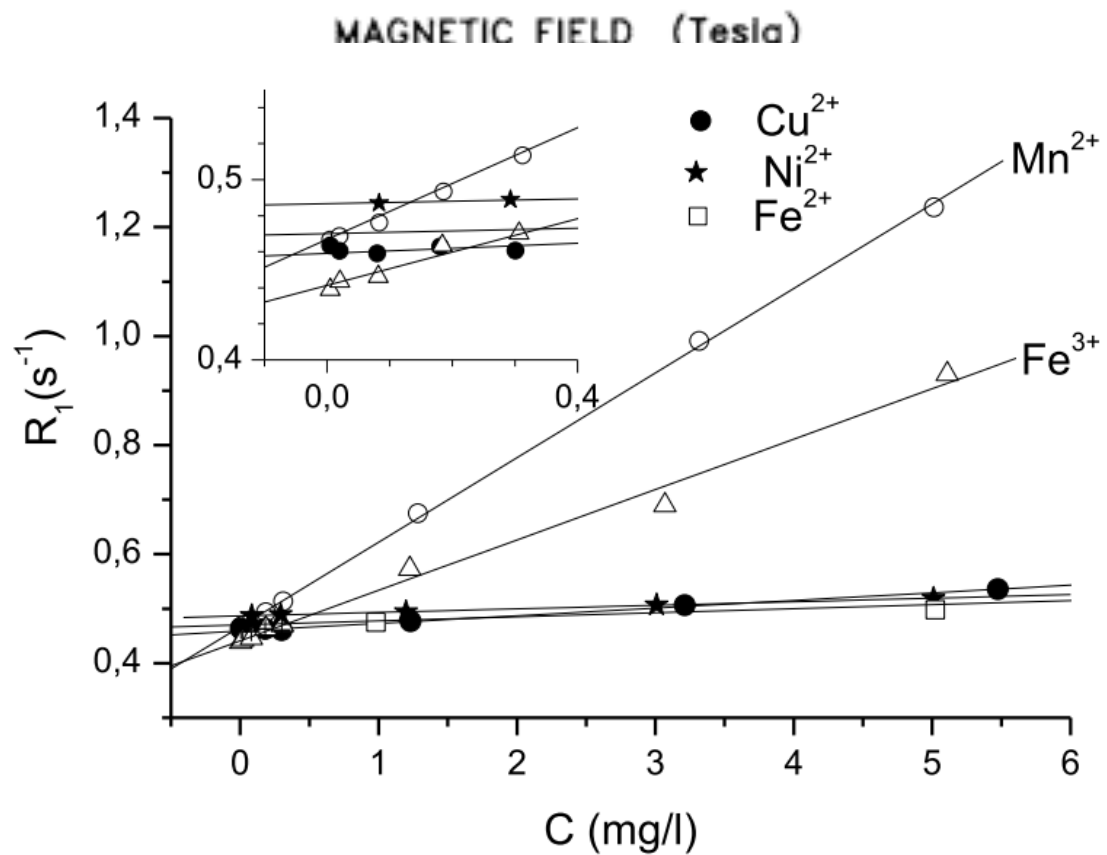 MAGNETIC FIELD (Tesla)
1,4
1,2
1,0
0,8
0,6
0,4
R₁(s⁻¹)
0,5
0,4
0,0
0,4
Cu²⁺
Ni²⁺
Fe²⁺
Mn²⁺
Fe³⁺
0
1
2
3
4
5
6
C (mg/l)